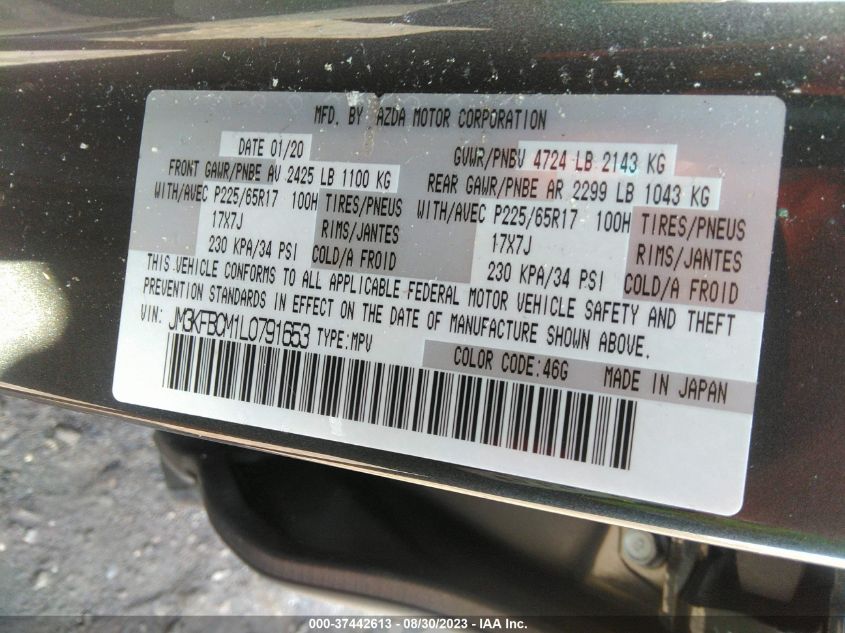 MFD. BY AZDA MOTOR CORPORATION
DATE 01/20
GVWR/PNBV 4724 LB 2143 KG
FRONT GAWR/PNBE AV 2425 LB 1100 KG
REAR GAWR/PNBE AR 2299 LB 1043 KG
WITH/AVEC P225/65R17 100H TIRES/PNEUS
WITH/AVEC P225/65R17 100H TIRES/PNEUS
17X7J RIMS/JANTES
17X7J RIMS/JANTES
230 KPA/34 PSI COLD/A FROID
230 KPA/34 PSI COLD/A FROID
THIS VEHICLE CONFORMS TO ALL APPLICABLE FEDERAL MOTOR VEHICLE SAFETY AND THEFT
PREVENTION STANDARDS IN EFFECT ON THE DATE OF MANUFACTURE SHOWN ABOVE.
VIN: JM3KFBCM1L0791653 TYPE:MPV
COLOR CODE:46G MADE IN JAPAN
000-37442613 - 08/30/2023 - IAA Inc.